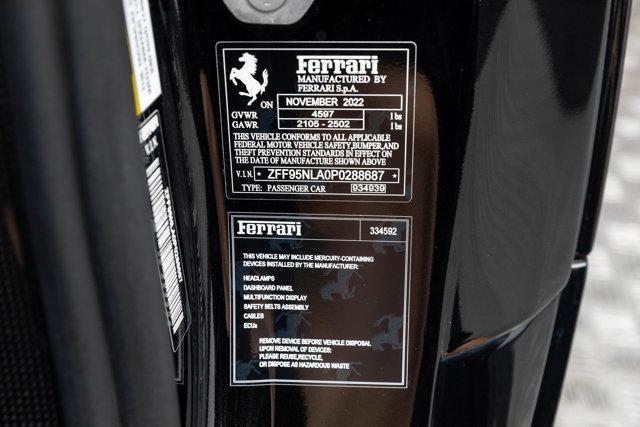 Ferrari
MANUFACTURED BY
FERRARI S.p.A.
ON NOVEMBER 2022
GVWR 4597 lbs
GAWR 2105 - 2502 lbs
THIS VEHICLE CONFORMS TO ALL APPLICABLE
FEDERAL MOTOR VEHICLE SAFETY, BUMPER, AND
THEFT PREVENTION STANDARDS IN EFFECT ON
THE DATE OF MANUFACTURE SHOWN ABOVE
V.I.N. * ZFF95NLA0P0288687 *
TYPE: PASSENGER CAR 934939
Ferrari 334592
THIS VEHICLE MAY INCLUDE MERCURY-CONTAINING
DEVICES INSTALLED BY THE MANUFACTURER:
HEADLAMPS
DASHBOARD PANEL
MULTIFUNCTION DISPLAY
SAFETY BELTS ASSEMBLY
CABLES
ECUs
REMOVE DEVICE BEFORE VEHICLE DISPOSAL
UPON REMOVAL OF DEVICES:
PLEASE REUSE, RECYCLE,
OR DISPOSE AS HAZARDOUS WASTE